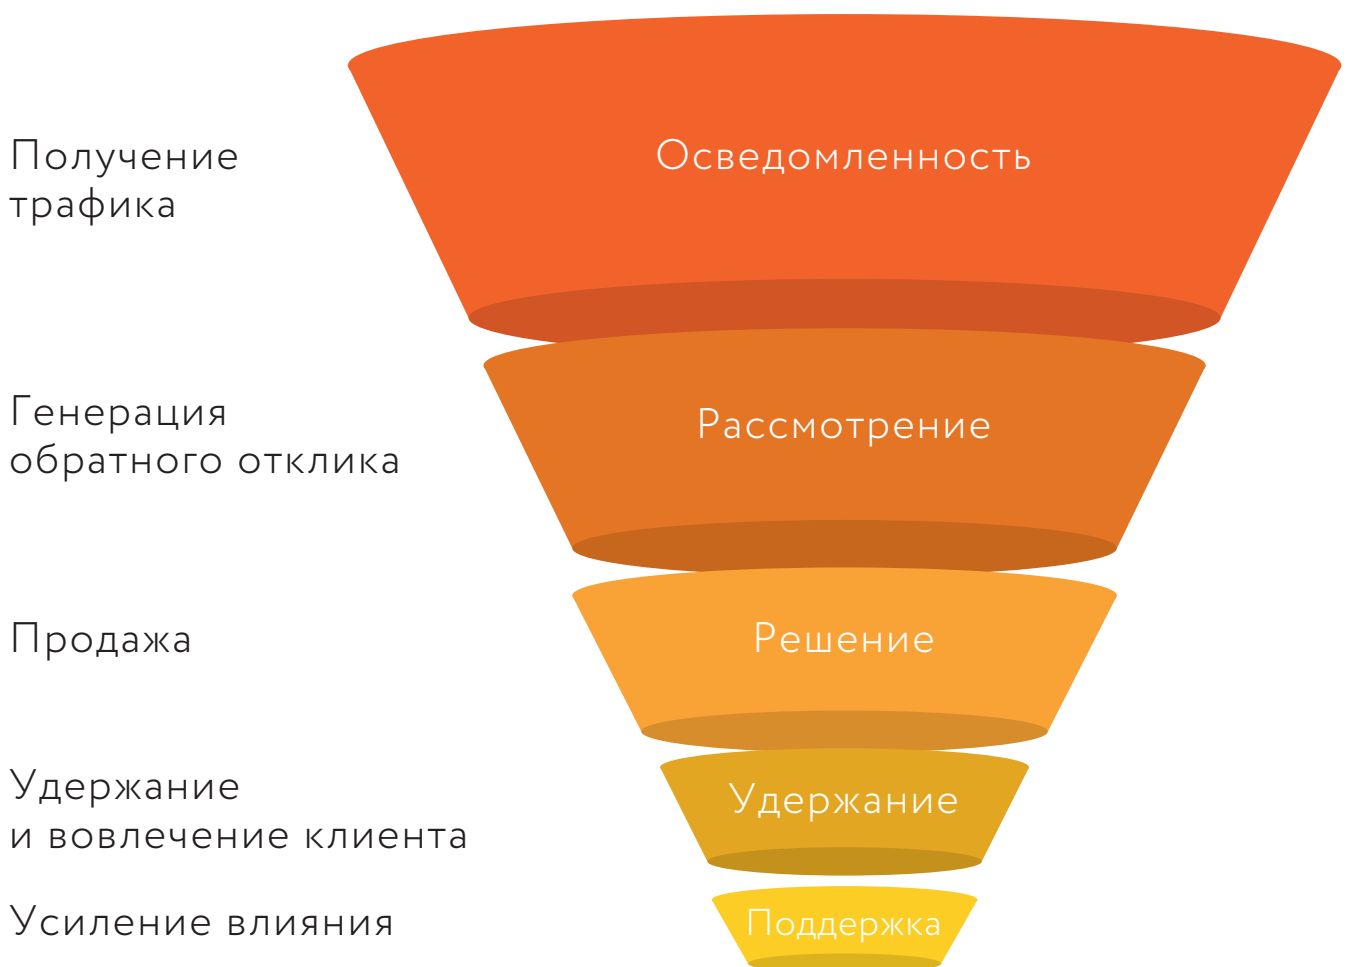 Получение
трафика
Осведомленность
Генерация
обратного отклика
Рассмотрение
Продажа
Решение
Удержание
и вовлечение клиента
Удержание
Усиление влияния
Поддержка